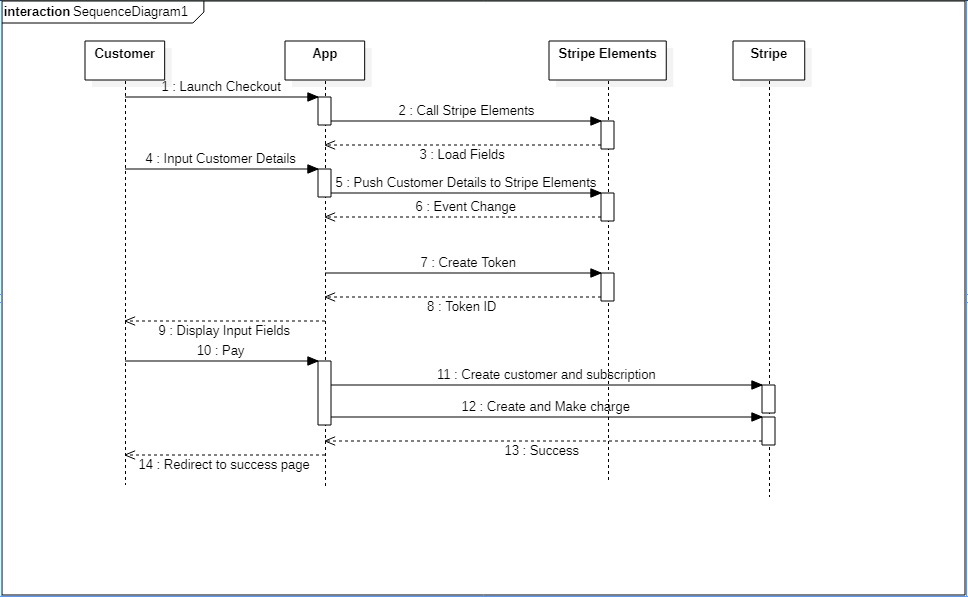 interaction SequenceDiagram1
Customer
App
Stripe Elements
Stripe
1 : Launch Checkout
2 : Call Stripe Elements
3 : Load Fields
4 : Input Customer Details
5 : Push Customer Details to Stripe Elements
6 : Event Change
7 : Create Token
8 : Token ID
9 : Display Input Fields
10 : Pay
11 : Create customer and subscription
12 : Create and Make charge
13 : Success
14 : Redirect to success page